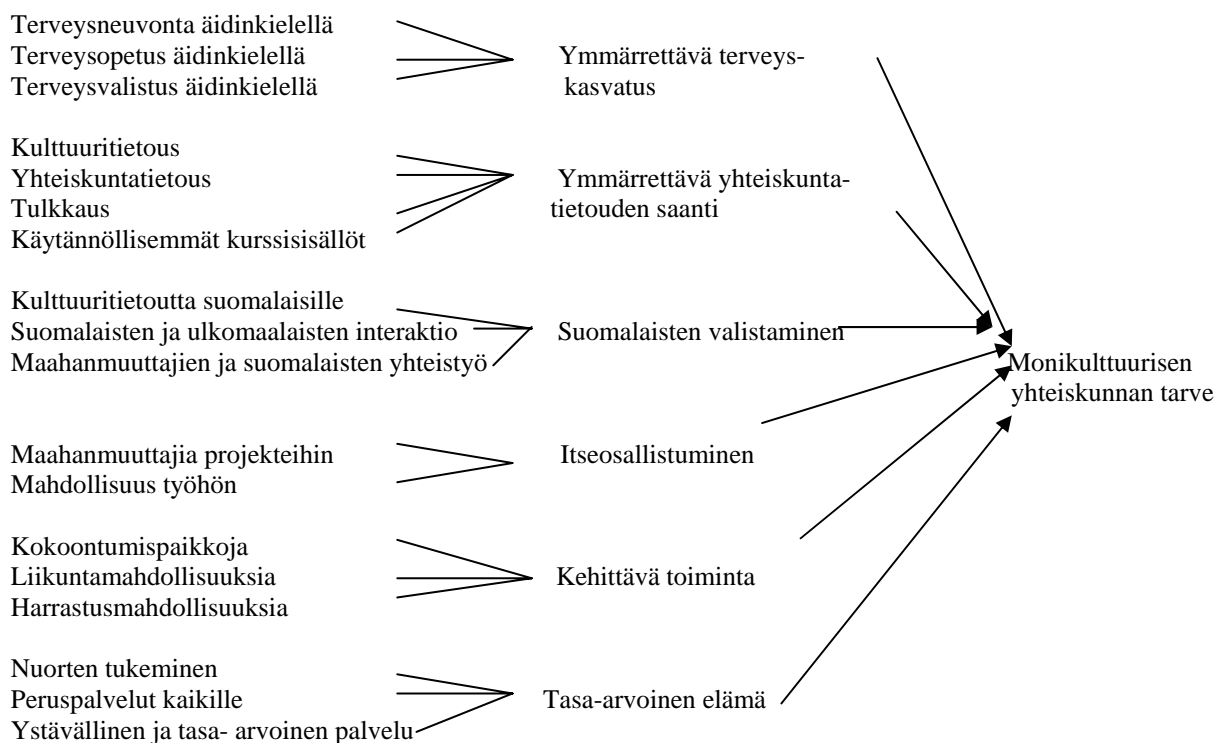 Terveysneuvonta äidinkielellä
Terveysopetus äidinkielellä
Terveysvalistus äidinkielellä
Ymmärrettävä terveys-
kasvatus
Kulttuuritietous
Yhteiskuntatietous
Tulkkaus
Käytännöllisemmät kurssisisällöt
Ymmärrettävä yhteiskunta-
tietouden saanti
Kulttuuritietoutta suomalaisille
Suomalaisten ja ulkomaalaisten interaktio
Maahanmuuttajien ja suomalaisten yhteistyö
Suomalaisten valistaminen
Maahanmuuttajia projekteihin
Mahdollisuus työhön
Itseosallistuminen
Kokoontumispaikkoja
Liikuntamahdollisuuksia
Harrastusmahdollisuuksia
Kehittävä toiminta
Nuorten tukeminen
Peruspalvelut kaikille
Ystävällinen ja tasa- arvoinen palvelu
Tasa-arvoinen elämä
Monikulttuurisen
yhteiskunnan tarve